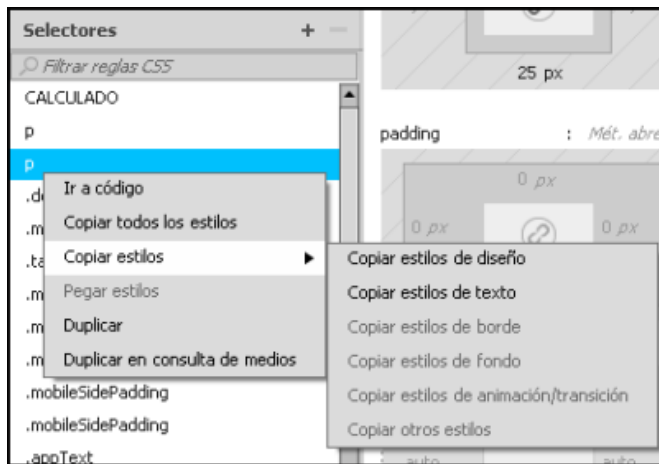 Selectores + −
Filtrar reglas CSS
CALCULADO
p
p
Ir a código
Copiar todos los estilos
Copiar estilos
Pegar estilos
Duplicar
Duplicar en consulta de medios
.mobileSidePadding
.mobileSidePadding
.appText
25 px
padding : Mét. abre
0 px
0 px
0 px
Copiar estilos de diseño
Copiar estilos de texto
Copiar estilos de borde
Copiar estilos de fondo
Copiar estilos de animación/transición
Copiar otros estilos
auto
auto